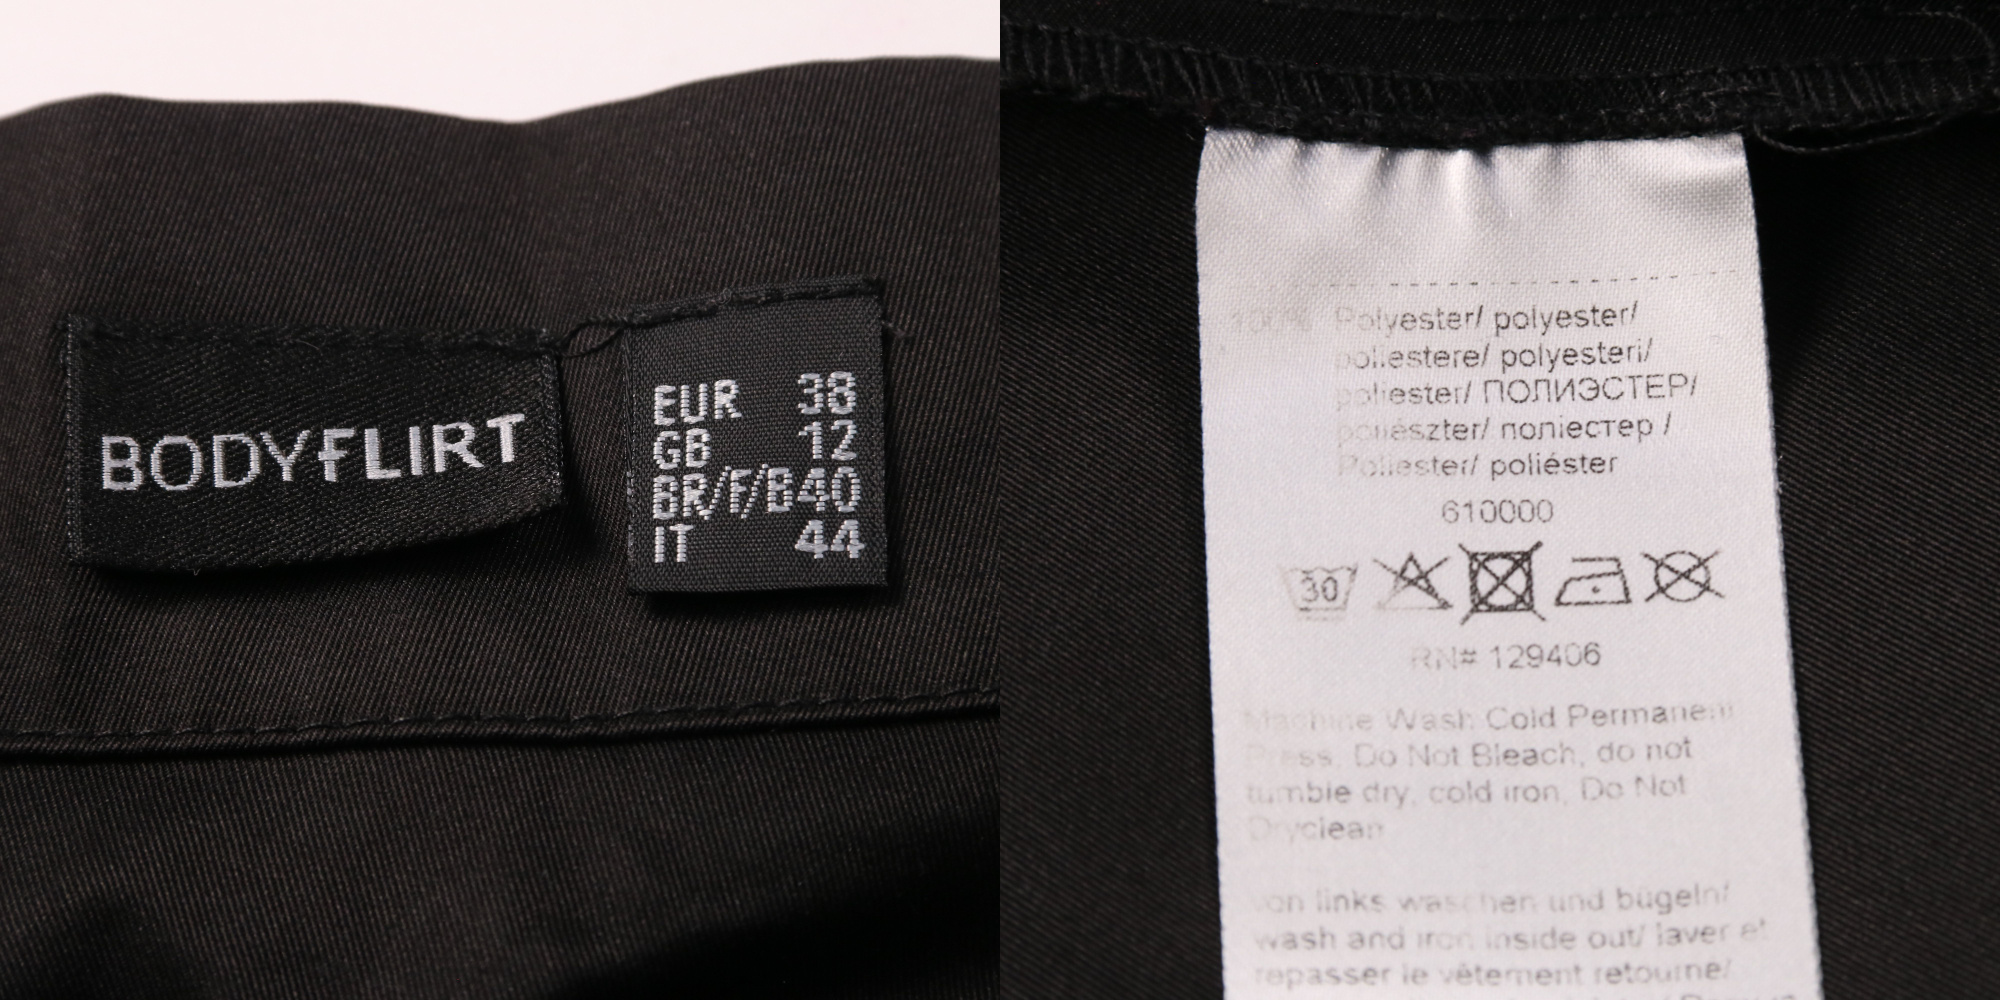 BODYFLIRT
EUR 38
GB 12
BR/F/B40
IT 44
100% Polyester/ polyester/
poliestere/ polyesteri/
poliester/ ПОЛИЭСТЕР/
poliészter/ поліестер /
Poliester/ poliéster
610000
30
RN# 129406
Machine Wash Cold Permanent
Press, Do Not Bleach, do not
tumble dry, cold iron, Do Not
Dryclean
von links waschen und bügeln/
wash and iron inside out/ laver et
repasser le vêtement retourné/